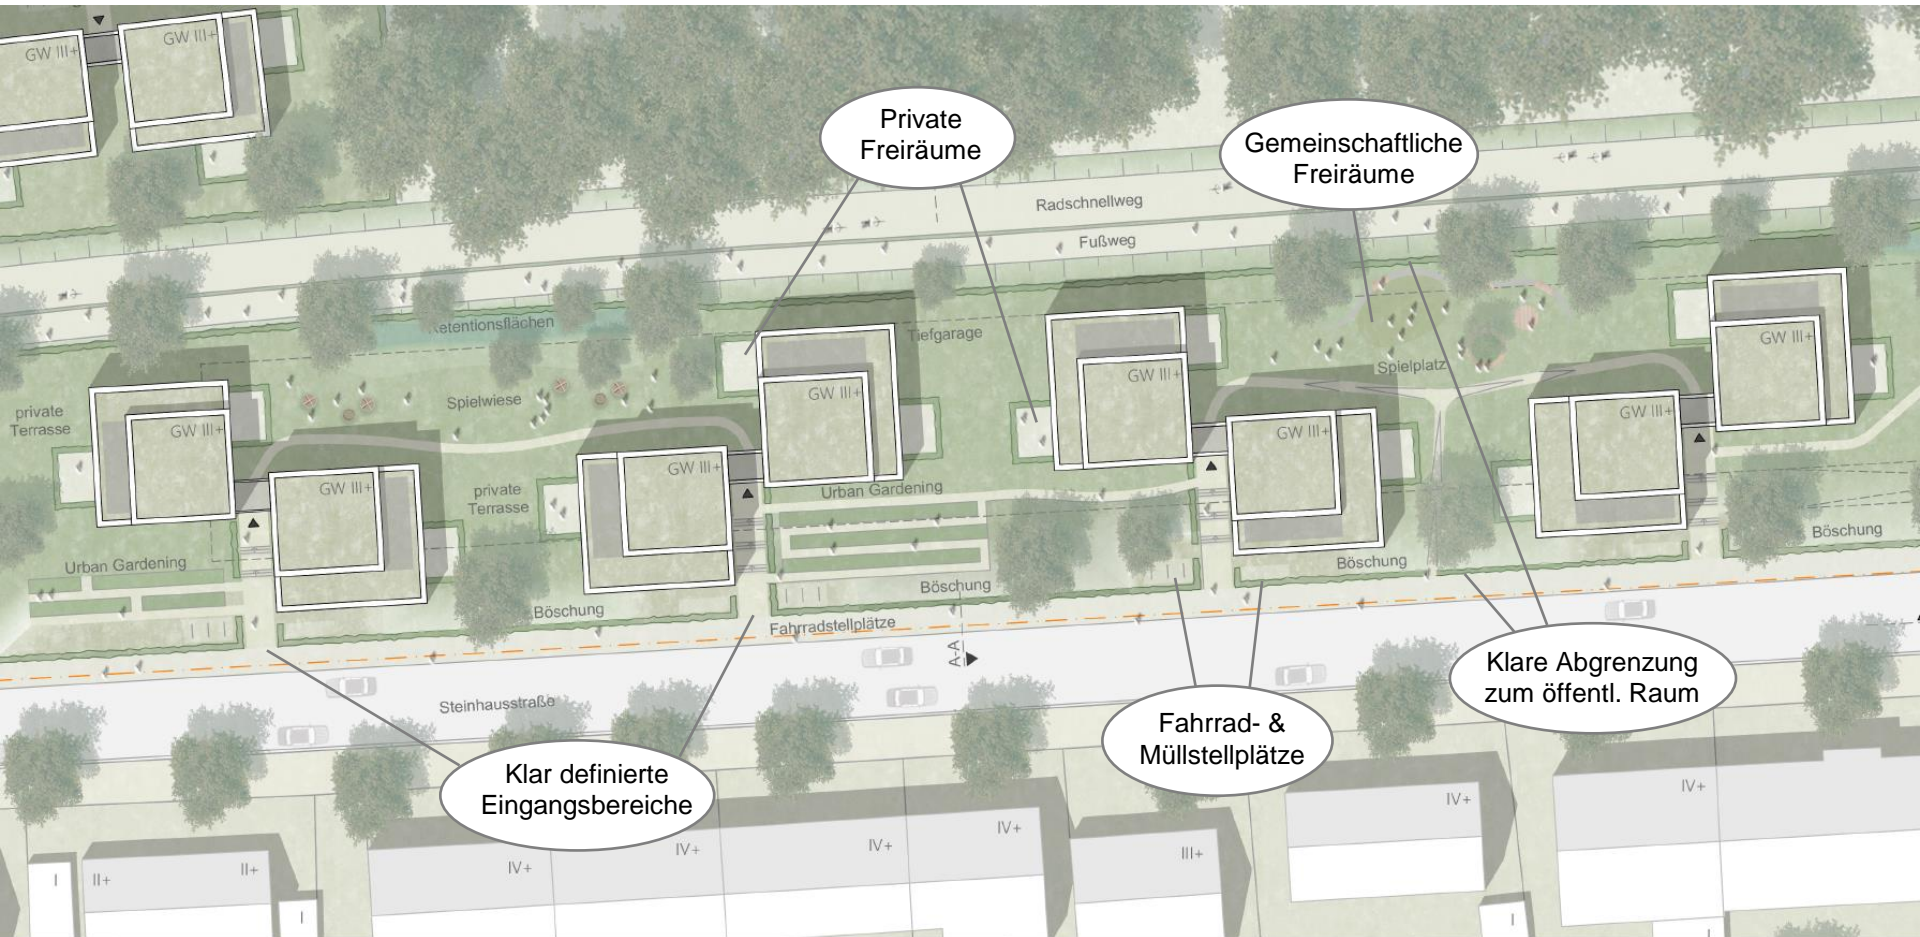 GW III+
GW III+
Private
Freiräume
Gemeinschaftliche
Freiräume
Radschnellweg
Fußweg
Retentionsflächen
Tiefgarage
GW III+
GW III+
GW III+
Spielplatz
private
Terrasse
Spielwiese
GW III+
GW III+
GW III+
GW III+
GW III+
private
Terrasse
Urban Gardening
Urban Gardening
Böschung
Böschung
Böschung
Böschung
Fahrradstellplätze
A-A
Steinhausstraße
Klare Abgrenzung
zum öffentl. Raum
Fahrrad- &
Müllstellplätze
Klar definierte
Eingangsbereiche
I
II+
II+
I
IV+
IV+
IV+
IV+
III+
IV+
I
IV+
I